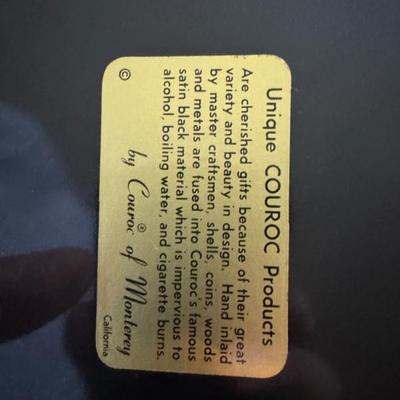 Unique COUROC Products
Are cherished gifts because of their great
variety and beauty in design. Hand inlaid
by master craftsmen, shells, coins, woods
and metals are fused into Couroc's famous
satin black material which is impervious to
alcohol, boiling water, and cigarette burns.
© by Couroc® of Monterey
California